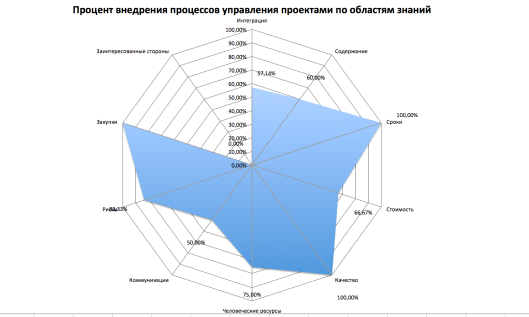 Процент внедрения процессов управления проектами по областям знаний
Интеграция
100,00%
90,00%
80,00%
70,00%
60,00%
50,00%
40,00%
30,00%
20,00%
10,00%
0,00%
57,14%
Содержание
60,00%
Сроки
100,00%
Стоимость
66,67%
Качество
100,00%
Человеческие ресурсы
75,00%
Коммуникации
50,00%
Риски
83,33%
Закупки
Заинтересованные стороны
0,00%